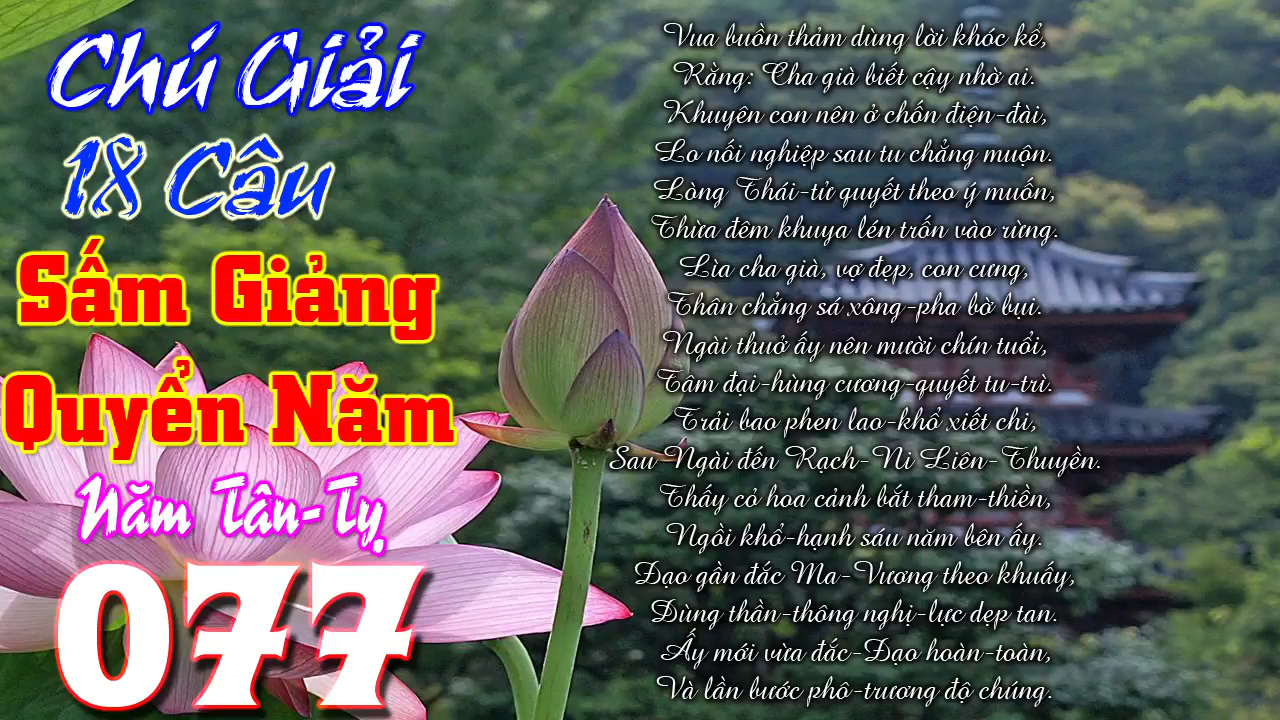 Chú Giải
18 Câu
Sấm Giảng
Quyển Năm
Năm Tân-Tỵ
077
Vua buồn thảm dùng lời khóc kể,
Rằng: Cha già biết cậy nhờ ai.
Khuyên con nên ở chốn điện-đài,
Lo nối nghiệp sau tu chẳng muộn.
Lòng Thái-tử quyết theo ý muốn,
Thừa đêm khuya lén trốn vào rừng.
Lìa cha già, vợ đẹp, con cưng,
Thân chẳng sá xông-pha bờ bụi.
Ngài thuở ấy nên mười chín tuổi,
Tâm đại-hùng cương-quyết tu-trì.
Trải bao phen lao-khổ xiết chi,
Sau Ngài đến Rạch-Ni Liên-Thuyền.
Thấy cỏ hoa cảnh bắt tham-thiền,
Ngồi khổ-hạnh sáu năm bên ấy.
Đạo gần đắc Ma-Vương theo khuấy,
Dùng thần-thông nghị-lực dẹp tan.
Ấy mới vừa đắc-Đạo hoàn-toàn,
Và lần bước phô-trương độ chúng.